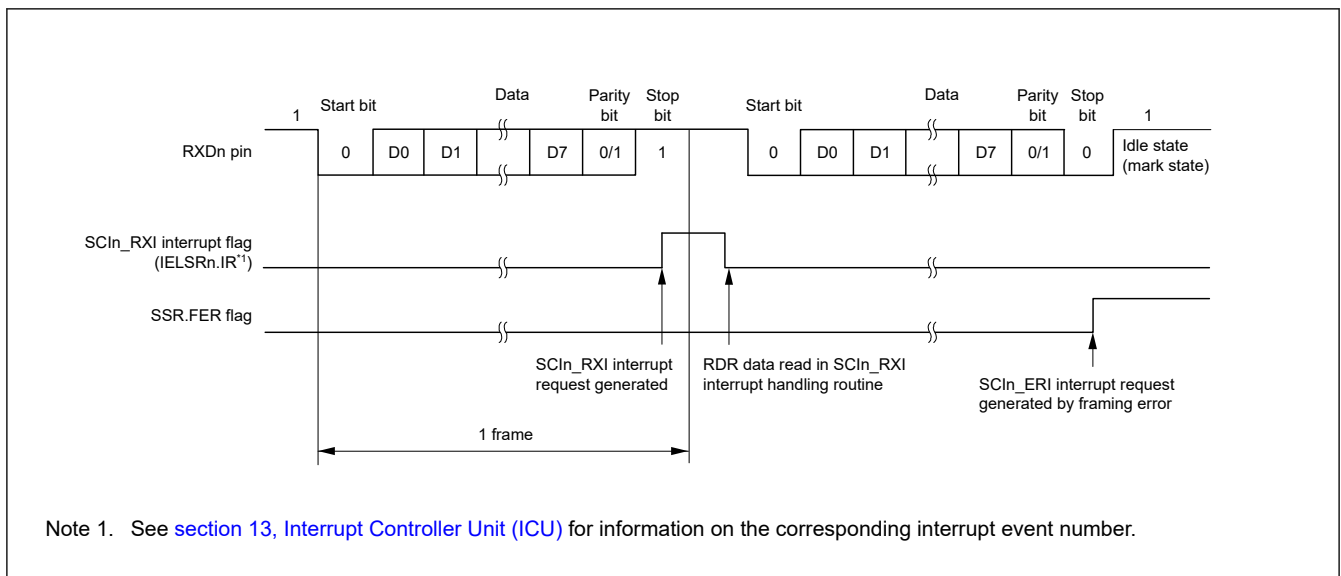 1
Start bit
Data
Parity
bit
Stop
bit
Start bit
Data
Parity
bit
Stop
bit
1
RXDn pin
0
D0
D1
D7
0/1
1
0
D0
D1
D7
0/1
0
Idle state
(mark state)
SCIn_RXI interrupt flag
(IELSRn.IR*1)
SSR.FER flag
SCIn_RXI interrupt
request generated
RDR data read in SCIn_RXI
interrupt handling routine
SCIn_ERI interrupt request
generated by framing error
1 frame
Note 1. See section 13, Interrupt Controller Unit (ICU) for information on the corresponding interrupt event number.